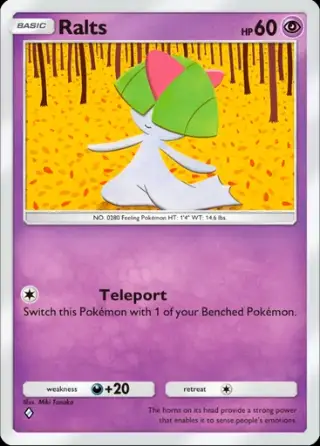 BASIC
Ralts
HP60
NO. 0280 Feeling Pokémon HT: 1'4" WT: 14.6 lbs.
Teleport
Switch this Pokémon with 1 of your Benched Pokémon.
weakness +20 retreat
Illus. Miki Tanaka
The horns on its head provide a strong power
that enables it to sense people's emotions.